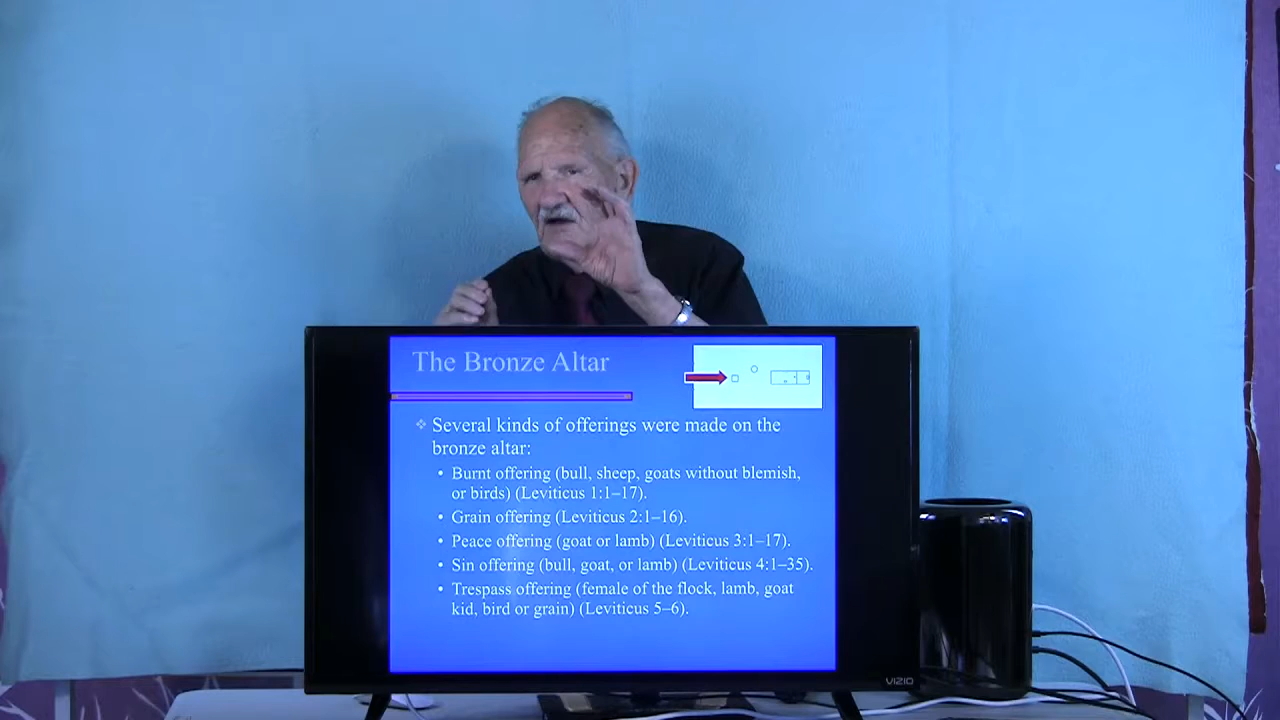 The Bronze Altar
Several kinds of offerings were made on the
bronze altar:
• Burnt offering (bull, sheep, goats without blemish,
or birds) (Leviticus 1:1–17).
• Grain offering (Leviticus 2:1–16).
• Peace offering (goat or lamb) (Leviticus 3:1–17).
• Sin offering (bull, goat, or lamb) (Leviticus 4:1–35).
• Trespass offering (female of the flock, lamb, goat
kid, bird or grain) (Leviticus 5–6).
VIZIO